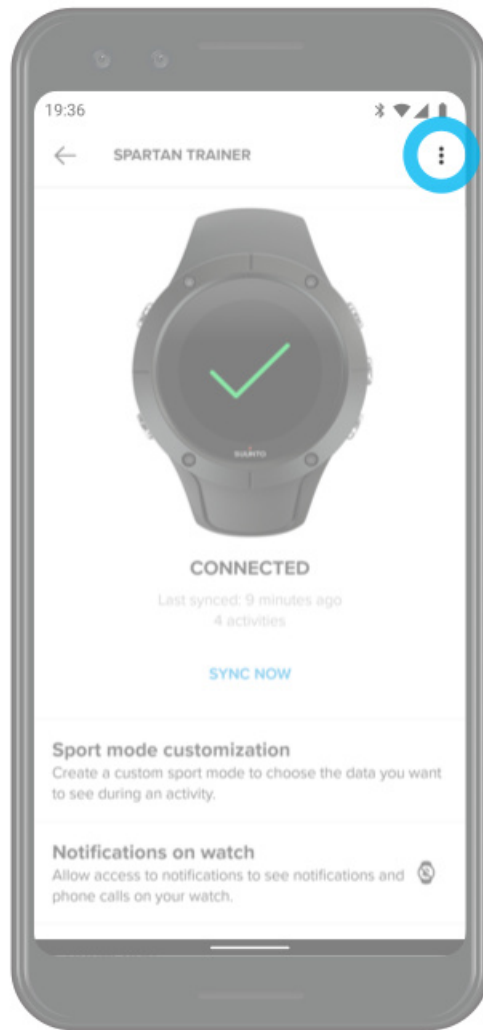 19:36
SPARTAN TRAINER
SUUNTO
CONNECTED
Last synced: 9 minutes ago
4 activities
SYNC NOW
Sport mode customization
Create a custom sport mode to choose the data you want
to see during an activity.
Notifications on watch
Allow access to notifications to see notifications and
phone calls on your watch.